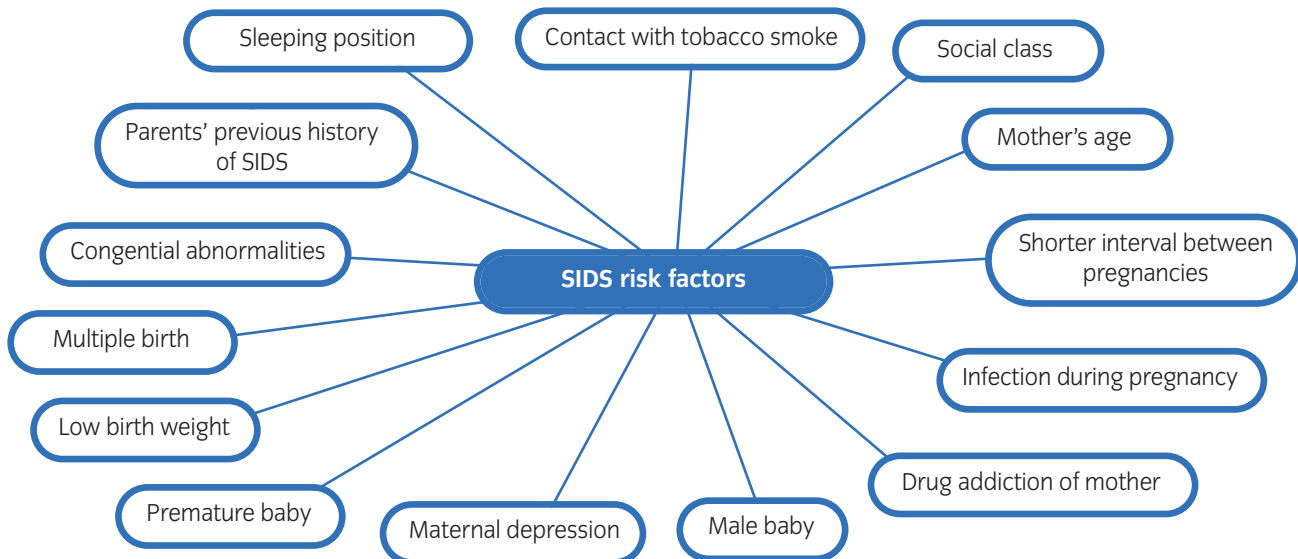 Sleeping position
Contact with tobacco smoke
Social class
Parents' previous history
of SIDS
Mother's age
Congential abnormalities
SIDS risk factors
Shorter interval between
pregnancies
Multiple birth
Infection during pregnancy
Low birth weight
Drug addiction of mother
Premature baby
Maternal depression
Male baby